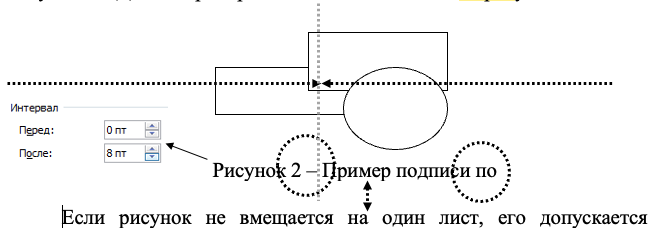 Интервал
Перед: 0 пт
После: 8 пт
Рисунок 2 – Пример подписи по
Если рисунок не вмещается на один лист, его допускается